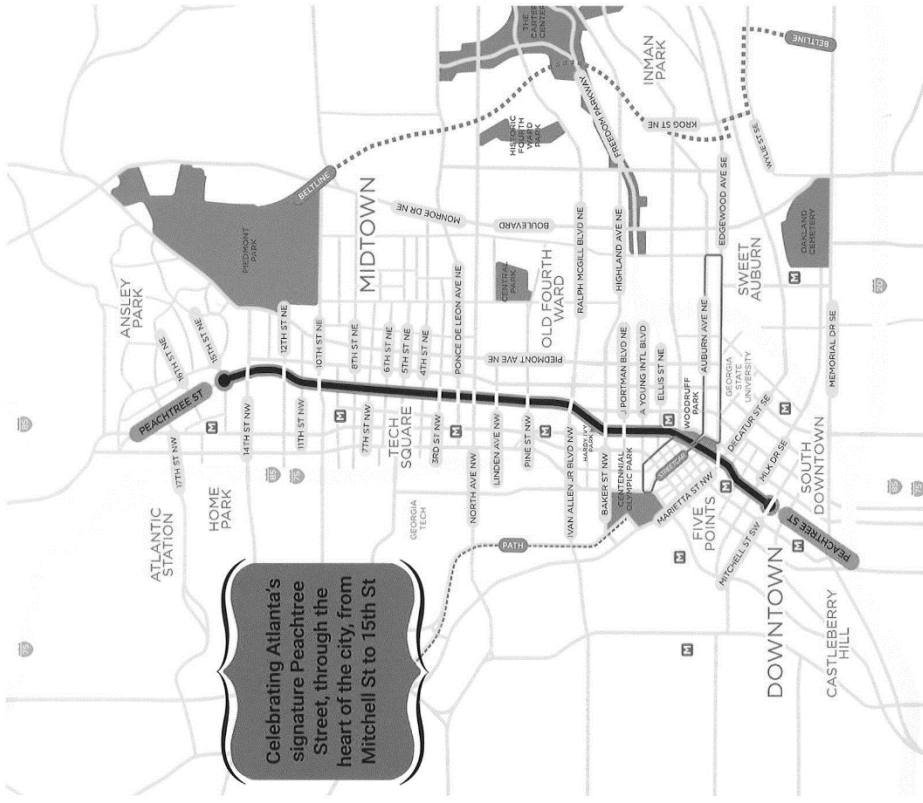 Celebrating Atlanta's
signature Peachtree
Street, through the
heart of the city, from
Mitchell St to 15th St
75
85
ATLANTIC
STATION
17TH ST NW
PEACHTREE ST
16TH ST NE
15TH ST NE
ANSLEY
PARK
HOME
PARK
14TH ST NW
85
75
PIEDMONT
PARK
12TH ST NE
11TH ST NW
10TH ST NE
M
BELTLINE
MIDTOWN
8TH ST NE
7TH ST NW
M
TECH
SQUARE
6TH ST NE
5TH ST NE
4TH ST NE
3RD ST NW
GEORGIA
TECH
MONROE DR NE
PONCE DE LEON AVE NE
NORTH AVE NW
M
LINDEN AVE NW
PIEDMONT AVE NE
CENTRAL
PARK
HISTORIC
FOURTH
WARD
PARK
THE
CARTER
CENTER
PATH
PINE ST NW
M
OLD FOURTH
WARD
BOULEVARD
IVAN ALLEN JR BLVD NW
RALPH MCGILL BLVD NE
HARDY IVY
PARK
BAKER ST NW
HIGHLAND AVE NE
FREEDOM PARKWAY
CENTENNIAL
OLYMPIC PARK
PORTMAN BLVD NE
A YOUNG INTL BLVD
ELLIS ST NE
INMAN
PARK
KROG ST NE
STREETCAR
M
WOODRUFF
PARK
AUBURN AVE NE
EDGEWOOD AVE SE
MARIETTA ST NW
FIVE
POINTS
M
M
M
DECATUR ST SE
GEORGIA
STATE
UNIVERSITY
SWEET
AUBURN
WYLIE ST SE
MITCHELL ST SW
MLK DR SE
M
M
OAKLAND
CEMETERY
BELTLINE
DOWNTOWN
M
SOUTH
DOWNTOWN
MEMORIAL DR SE
PEACHTREE ST
CASTLEBERRY
HILL
20
85
75